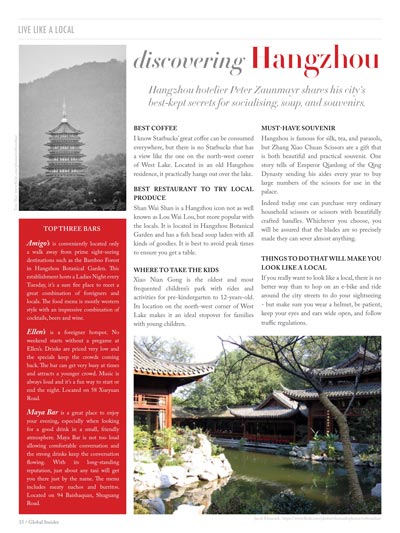 LIVE LIKE A LOCAL
discovering Hangzhou
Hangzhou hotelier Peter Zaunmayr shares his city's
best-kept secrets for socialising, soup, and souvenirs.
TOP THREE BARS
Amigo's is conveniently located only
a walk away from prime sight-seeing
destinations such as the Bamboo Forest
in Hangzhou Botanical Garden. This
establishment hosts a Ladies Night every
Tuesday, it's a sure fire place to meet a
great combination of foreigners and
locals. The food menu is mostly western
style with an impressive combination of
cocktails, beers and wine.
Ellen's is a foreigner hotspot. No
weekend starts without a pregame at
Ellen's. Drinks are priced very low and
the specials keep the crowds coming
back. The bar can get very busy at times
and attracts a younger crowd. Music is
always loud and it's a fun way to start or
end the night. Located on 58 Xueyuan
Road.
Maya Bar is a great place to enjoy
your evening, especially when looking
for a good drink in a small, friendly
atmosphere. Maya Bar is not too loud
allowing comfortable conversation and
the strong drinks keep the conversation
flowing. With its long-standing
reputation, just about any taxi will get
you there just by the name. The menu
includes meaty nachos and burritos.
Located on 94 Baishaquan, Shuguang
Road.
BEST COFFEE
I know Starbucks' great coffee can be consumed
everywhere, but there is no Starbucks that has
a view like the one on the north-west corner
of West Lake. Located in an old Hangzhou
residence, it practically hangs out over the lake.
BEST RESTAURANT TO TRY LOCAL
PRODUCE
Shan Wai Shan is a Hangzhou icon not as well
known as Lou Wai Lou, but more popular with
the locals. It is located in Hangzhou Botanical
Garden and has a fish head soup laden with all
kinds of goodies. It is best to avoid peak times
to ensure you get a table.
WHERE TO TAKE THE KIDS
Xiao Nian Gong is the oldest and most
frequented children's park with rides and
activities for pre-kindergarten to 12-years-old.
Its location on the north-west corner of West
Lake makes it an ideal stopover for families
with young children.
MUST-HAVE SOUVENIR
Hangzhou is famous for silk, tea, and parasols,
but Zhang Xiao Chuan Scissors are a gift that
is both beautiful and practical souvenir. One
story tells of Emperor Qianlong of the Qing
Dynasty sending his aides every year to buy
large numbers of the scissors for use in the
palace.
Indeed today one can purchase very ordinary
household scissors or scissors with beautifully
crafted handles. Whichever you choose, you
will be assured that the blades are so precisely
made they can sever almost anything.
THINGS TO DO THAT WILL MAKE YOU
LOOK LIKE A LOCAL
If you really want to look like a local, there is no
better way than to hop on an e-bike and ride
around the city streets to do your sightseeing
- but make sure you wear a helmet, be patient,
keep your eyes and ears wide open, and follow
traffic regulations.
32 / Global Insider